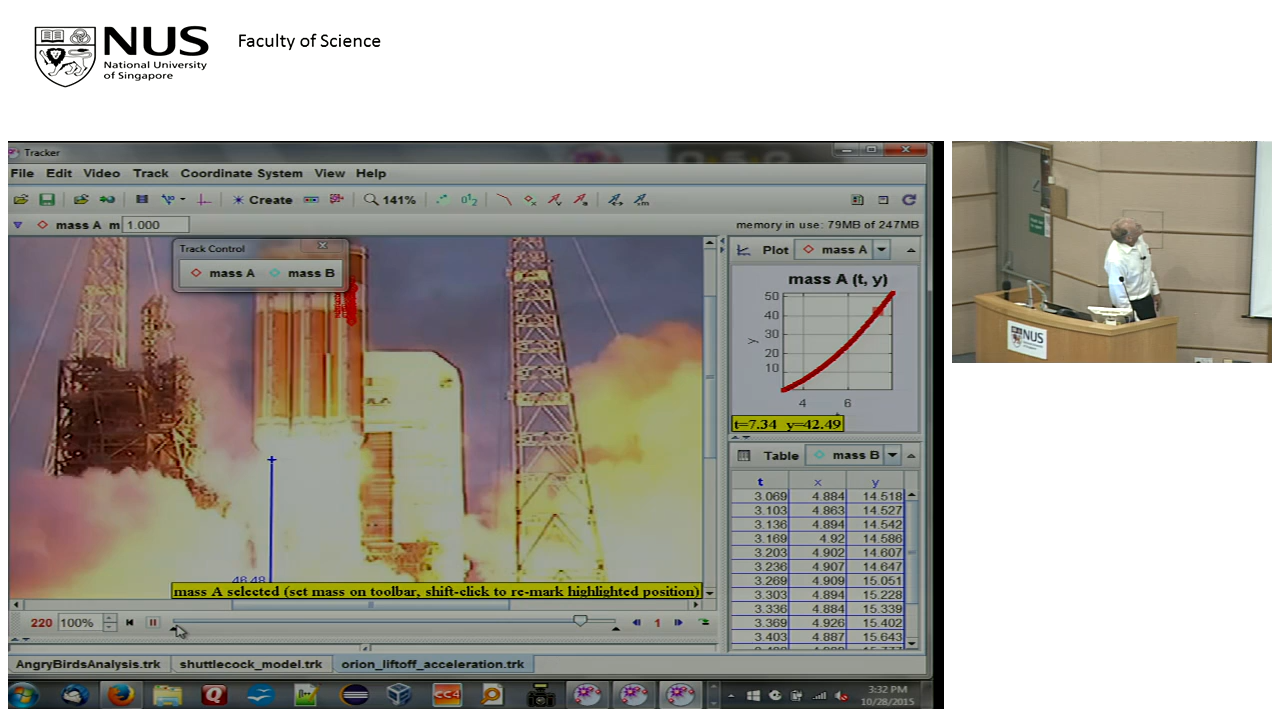 NUS
National University
of Singapore
Faculty of Science
Tracker
File Edit Video Track Coordinate System View Help
Create 141%
mass A m 1.000
memory in use: 79MB of 247MB
Track Control
mass A mass B
Plot mass A
mass A (t, y)
50
40
30
20
10
y
4 6
t=7.34 y=42.49
Table mass B
t x y
3.069 4.884 14.518
3.103 4.863 14.527
3.136 4.894 14.542
3.169 4.92 14.586
3.203 4.902 14.607
3.236 4.907 14.647
3.269 4.909 15.051
3.303 4.894 15.228
3.336 4.884 15.339
3.369 4.926 15.402
3.403 4.887 15.643
46.48
mass A selected (set mass on toolbar, shift-click to re-mark highlighted position)
220 100% 1
AngryBirdsAnalysis.trk shuttlecock_model.trk orion_liftoff_acceleration.trk
CC4
3:32 PM
10/28/2015
NUS